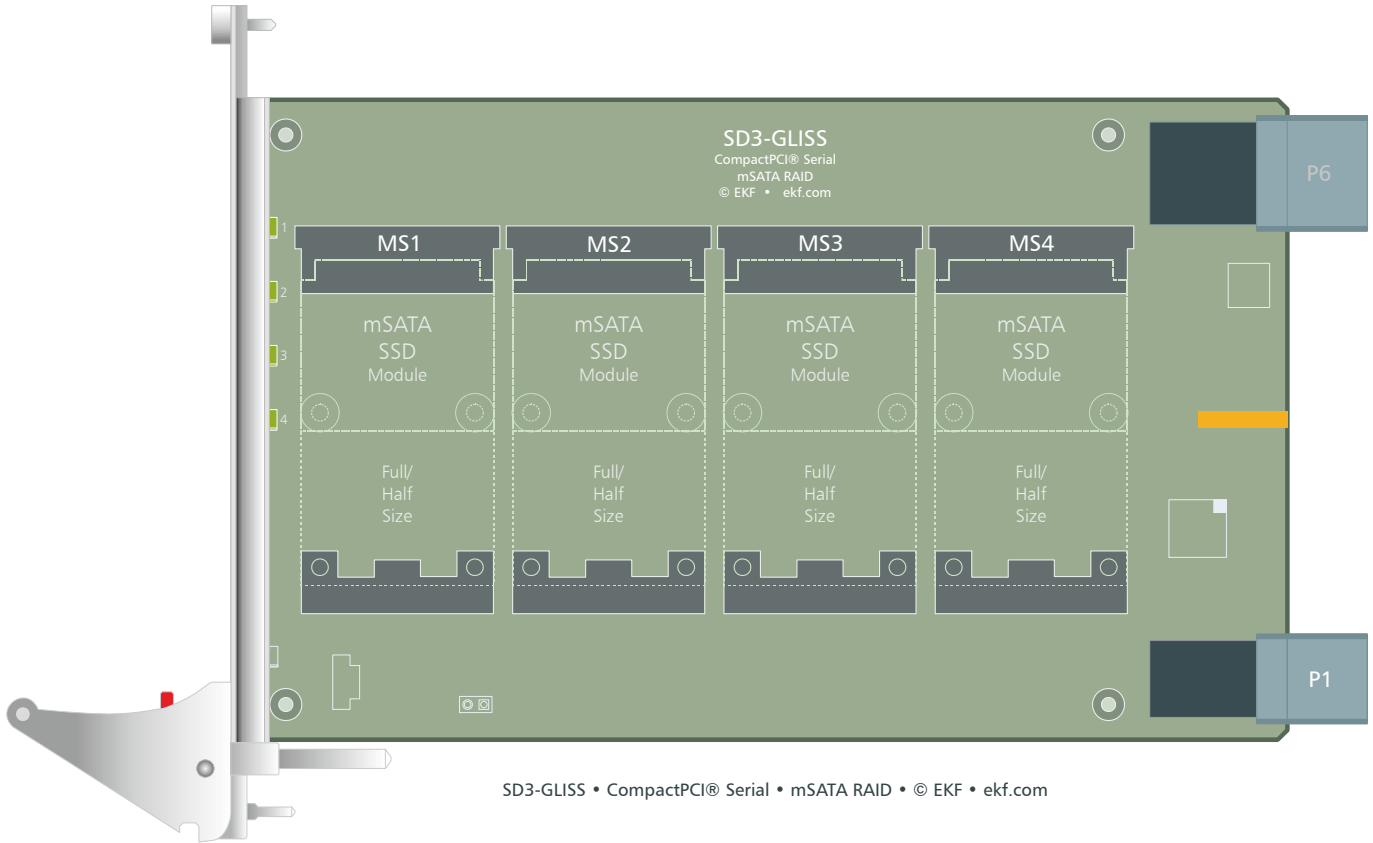 SD3-GLISS
CompactPCI® Serial
mSATA RAID
© EKF • ekf.com
P6
1
2
3
4
MS1
mSATA
SSD
Module
Full/
Half
Size
MS2
mSATA
SSD
Module
Full/
Half
Size
MS3
mSATA
SSD
Module
Full/
Half
Size
MS4
mSATA
SSD
Module
Full/
Half
Size
P1
SD3-GLISS • CompactPCI® Serial • mSATA RAID • © EKF • ekf.com